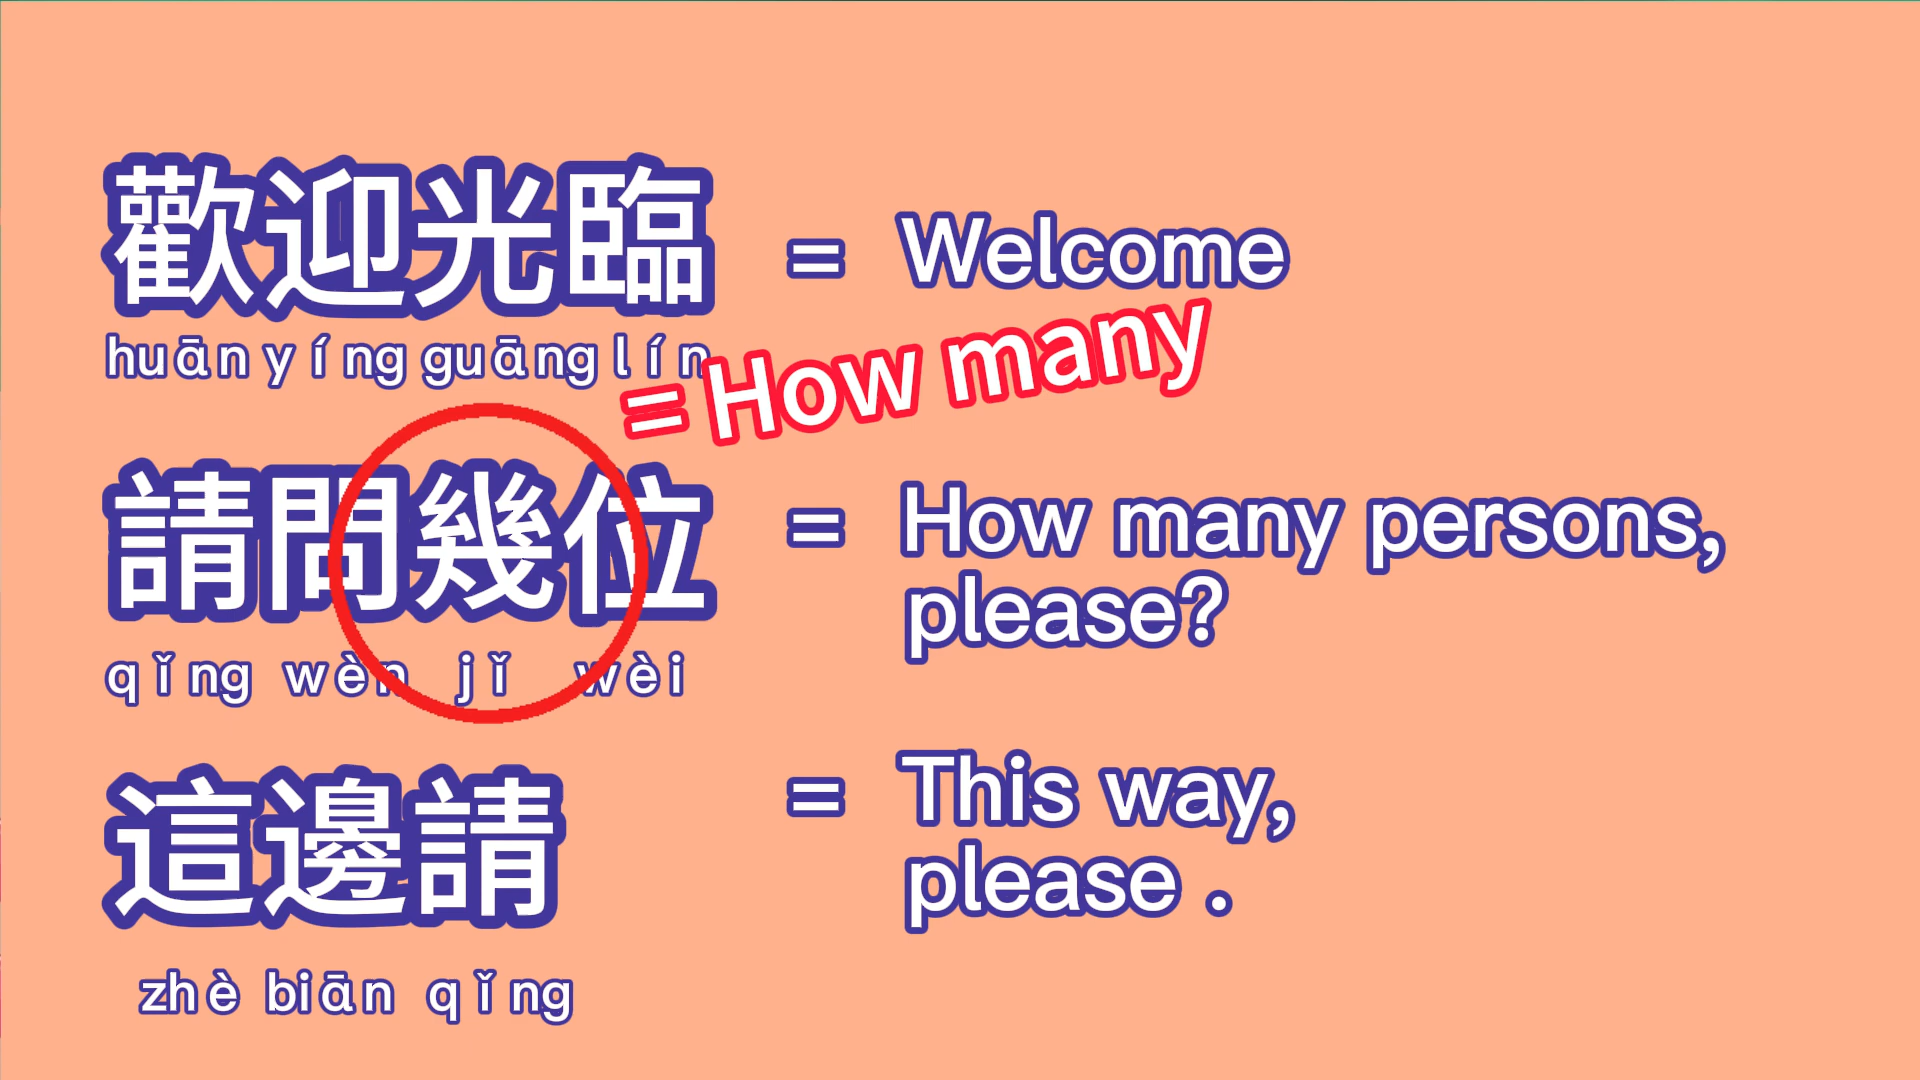 歡迎光臨 = Welcome
huān yíng guāng lín
= How many
請問幾位 = How many persons,
please?
qǐng wèn jǐ wèi
這邊請 = This way,
please .
zhè biān qǐng